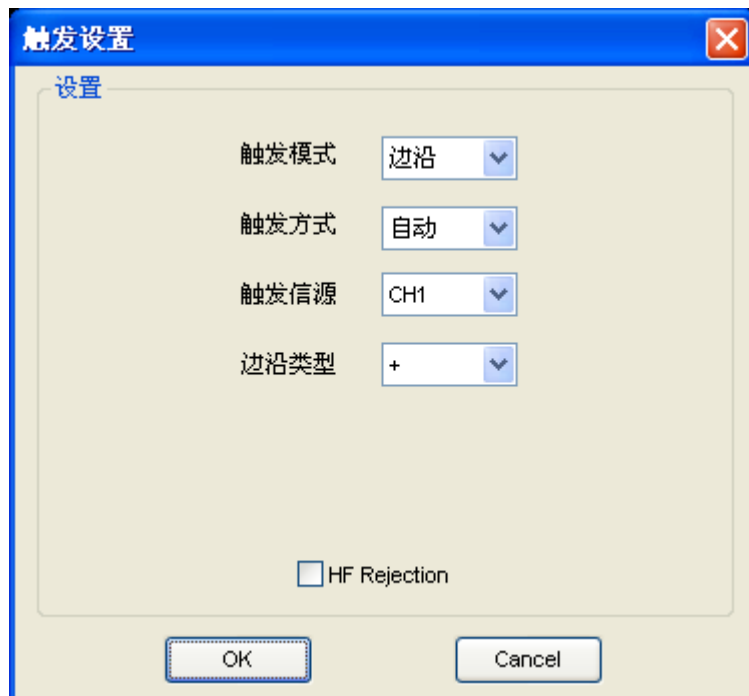 触发设置
设置
触发模式 边沿
触发方式 自动
触发信源 CH1
边沿类型 +
HF Rejection
OK Cancel